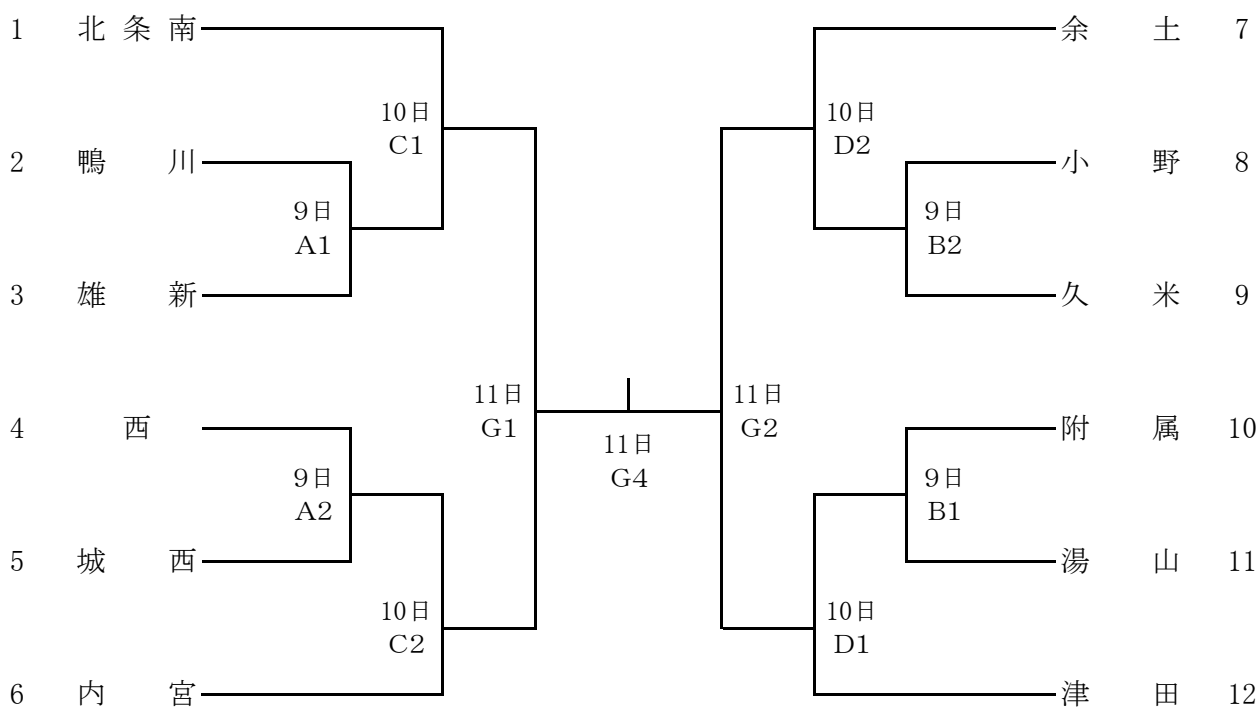 1 北条南
10日
C1
2 鴨川
9日
A1
3 雄新
11日
G1
4 西
9日
A2
5 城西
10日
C2
6 内宮
11日
G4
余土 7
10日
D2
小野 8
9日
B2
久米 9
11日
G2
附属 10
9日
B1
湯山 11
10日
D1
津田 12